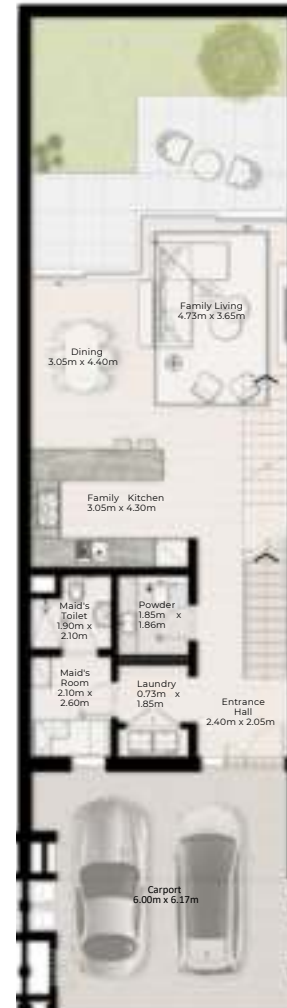 Family Living
4.73m x 3.65m
Dining
3.05m x 4.40m
Family Kitchen
3.05m x 4.30m
Maid's
Toilet
1.90m x
2.10m
Powder
1.85m x
1.86m
Maid's
Room
2.10m x
2.60m
Laundry
0.73m x
1.85m
Entrance
Hall
2.40m x 2.05m
Carport
6.00m x 6.17m